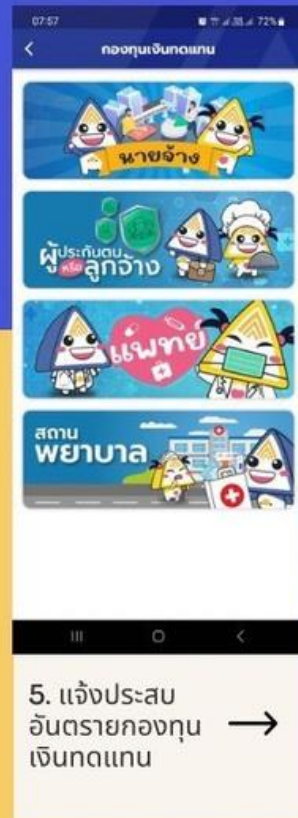 07:57
72%
กองทุนเงินทดแทน
นายจ้าง
ผู้ประกันตน
หรือ
ลูกจ้าง
แพทย์
สถาน
พยาบาล
5. แจ้งประสบ
อันตรายกองทุน
เงินทดแทน